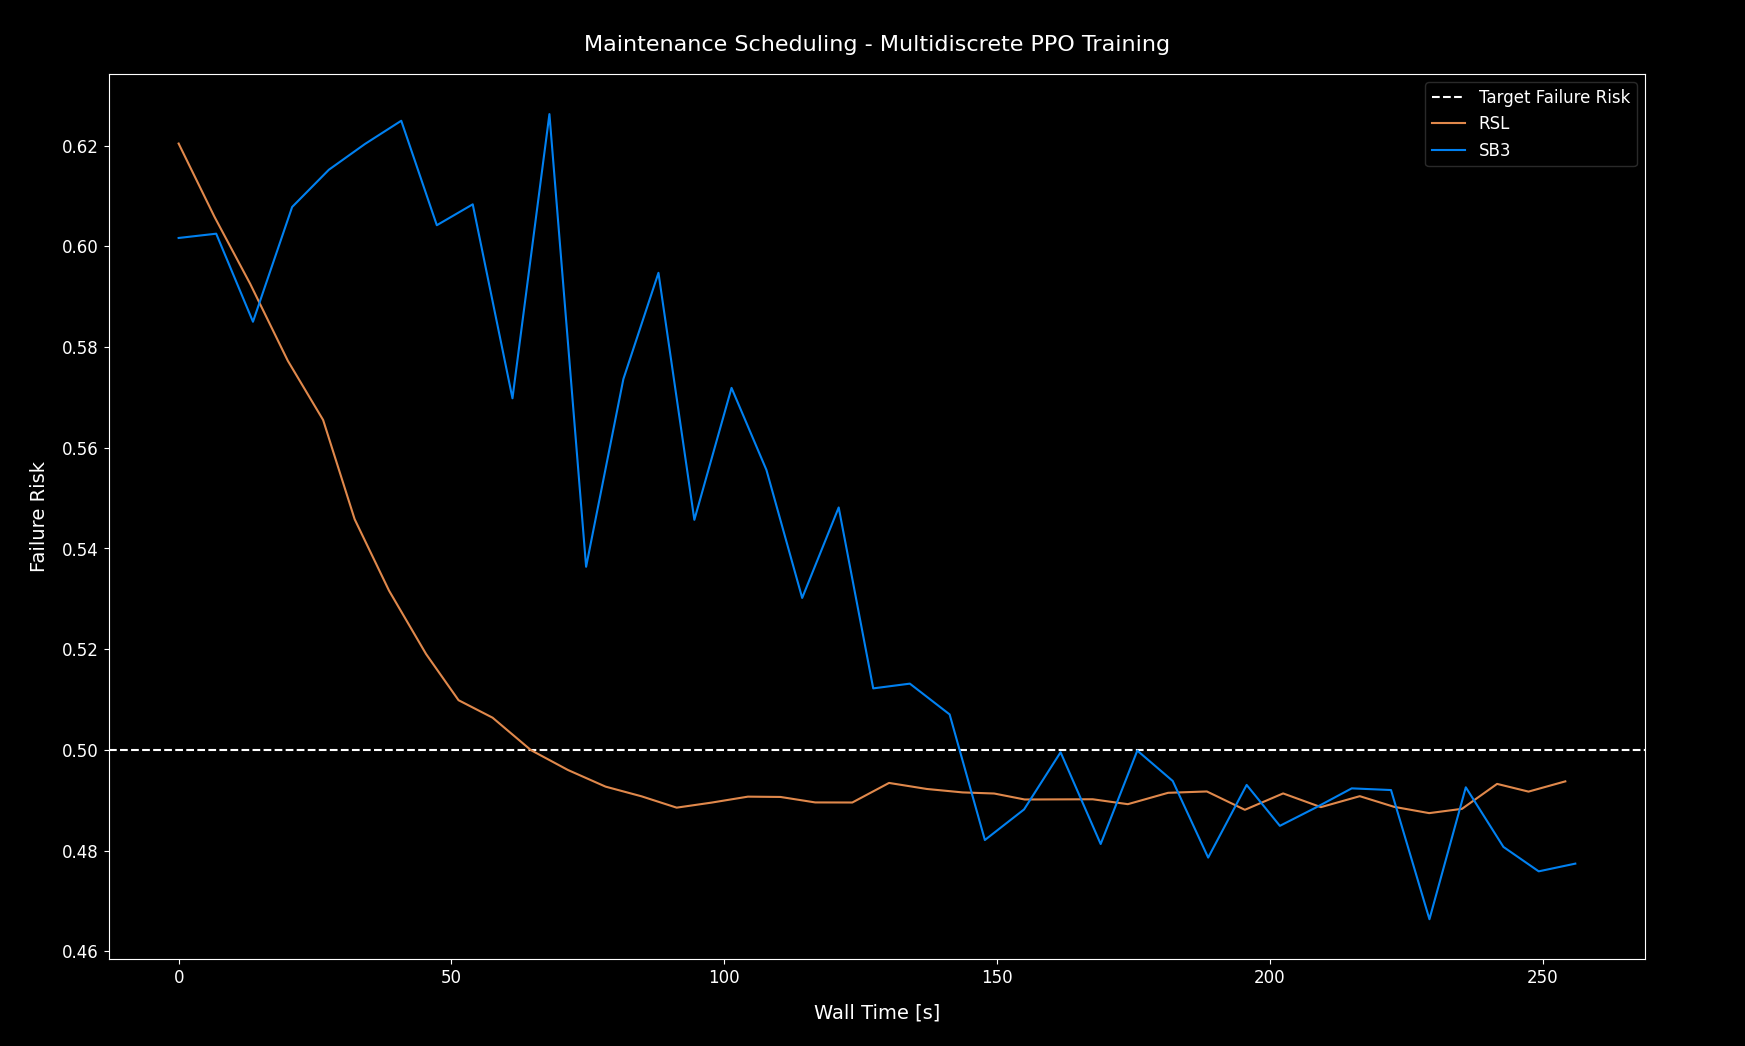 Maintenance Scheduling - Multidiscrete PPO Training
Target Failure Risk
RSL
SB3
Failure Risk
0.62
0.60
0.58
0.56
0.54
0.52
0.50
0.48
0.46
0 50 100 150 200 250
Wall Time [s]